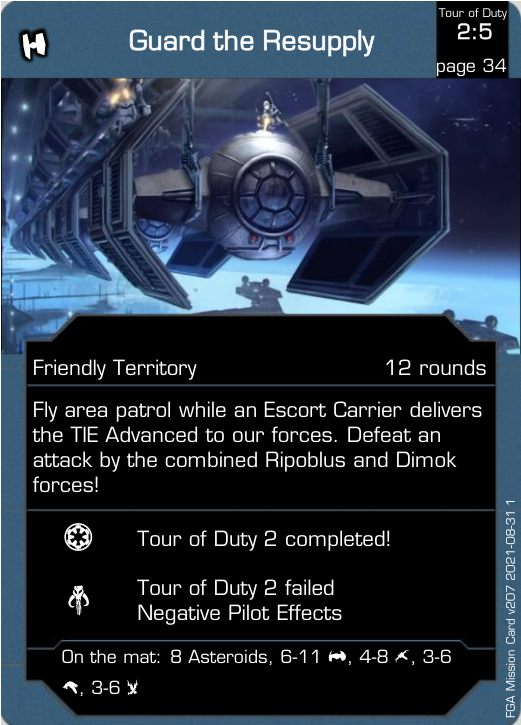 Guard the Resupply
Tour of Duty
2:5
page 34
Friendly Territory
12 rounds
Fly area patrol while an Escort Carrier delivers
the TIE Advanced to our forces. Defeat an
attack by the combined Ripoblus and Dimok
forces!
Tour of Duty 2 completed!
Tour of Duty 2 failed
Negative Pilot Effects
On the mat: 8 Asteroids, 6-11 , 4-8 , 3-6
, 3-6
FGA Mission Card v207 2021-08-31 1